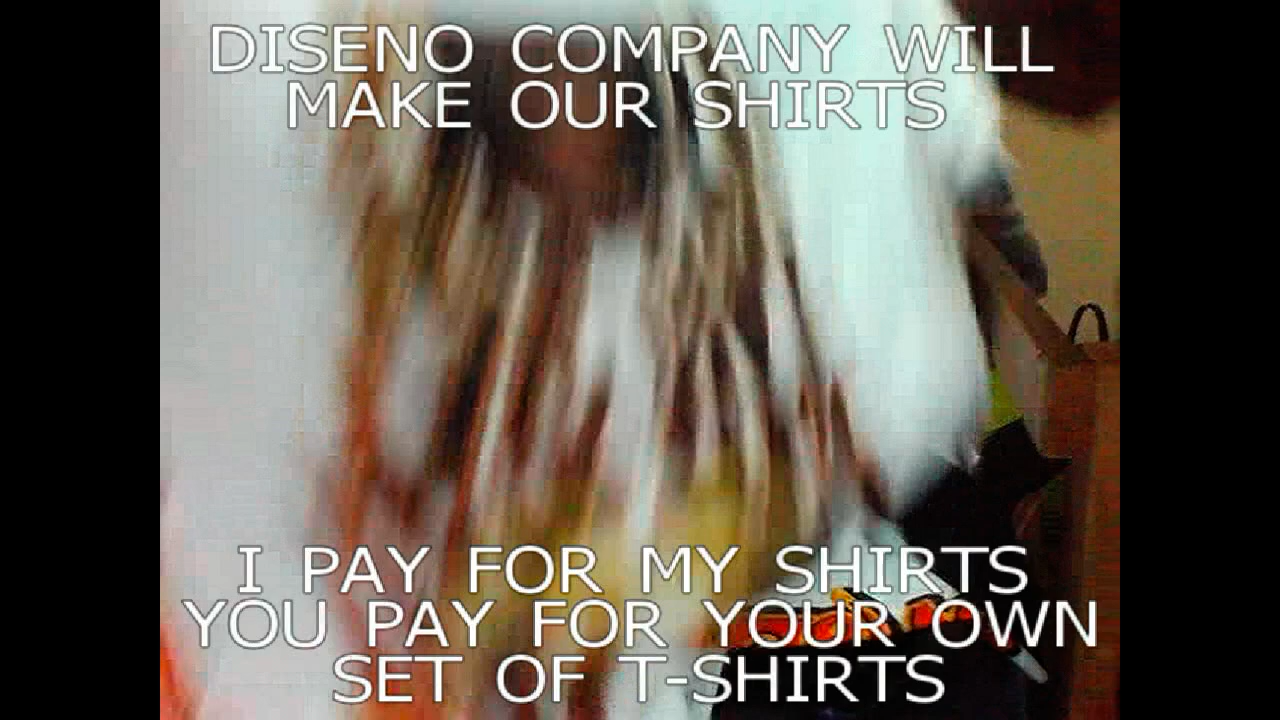 DISENO COMPANY WILL
MAKE OUR SHIRTS
I PAY FOR MY SHIRTS
YOU PAY FOR YOUR OWN
SET OF T-SHIRTS